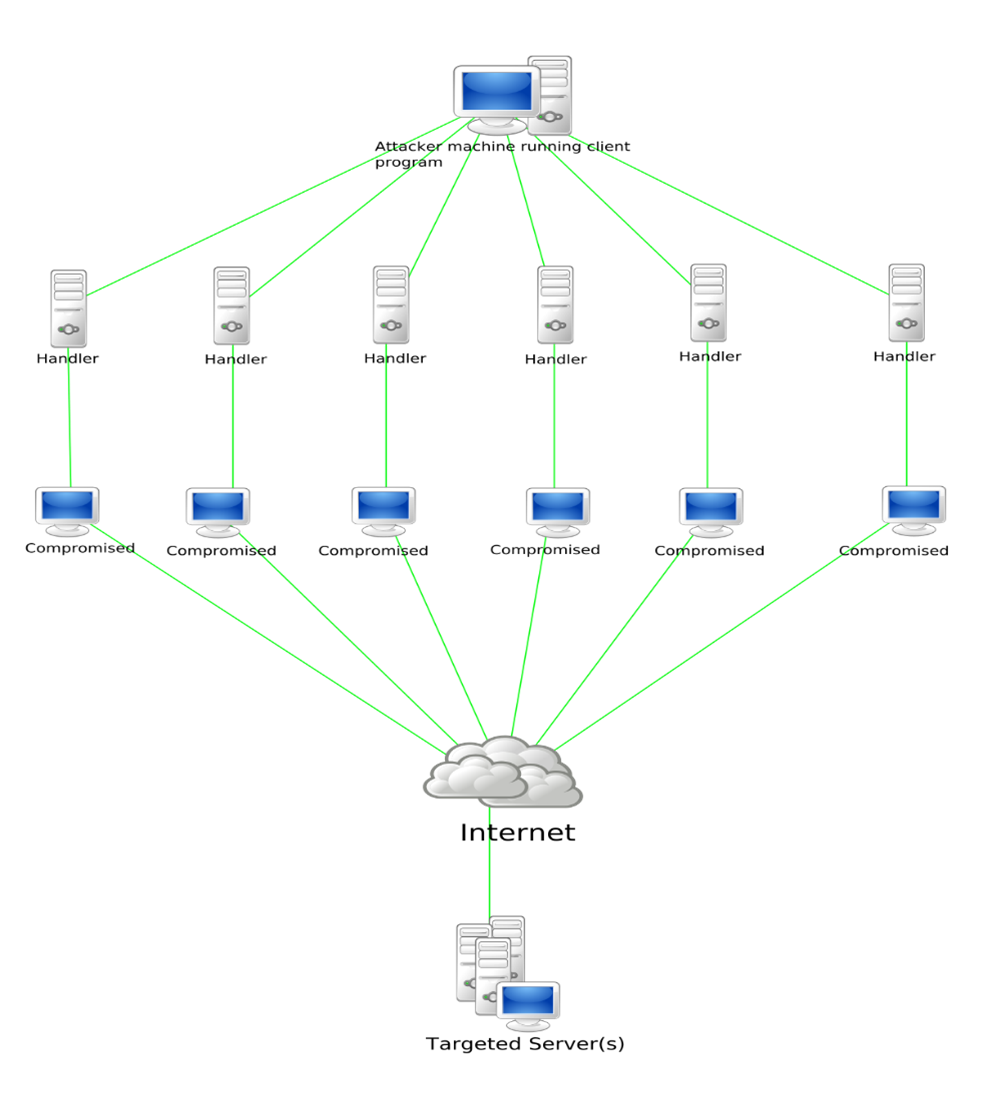 Attacker machine running client
program
Handler
Handler
Handler
Handler
Handler
Handler
Compromised
Compromised
Compromised
Compromised
Compromised
Compromised
Internet
Targeted Server(s)